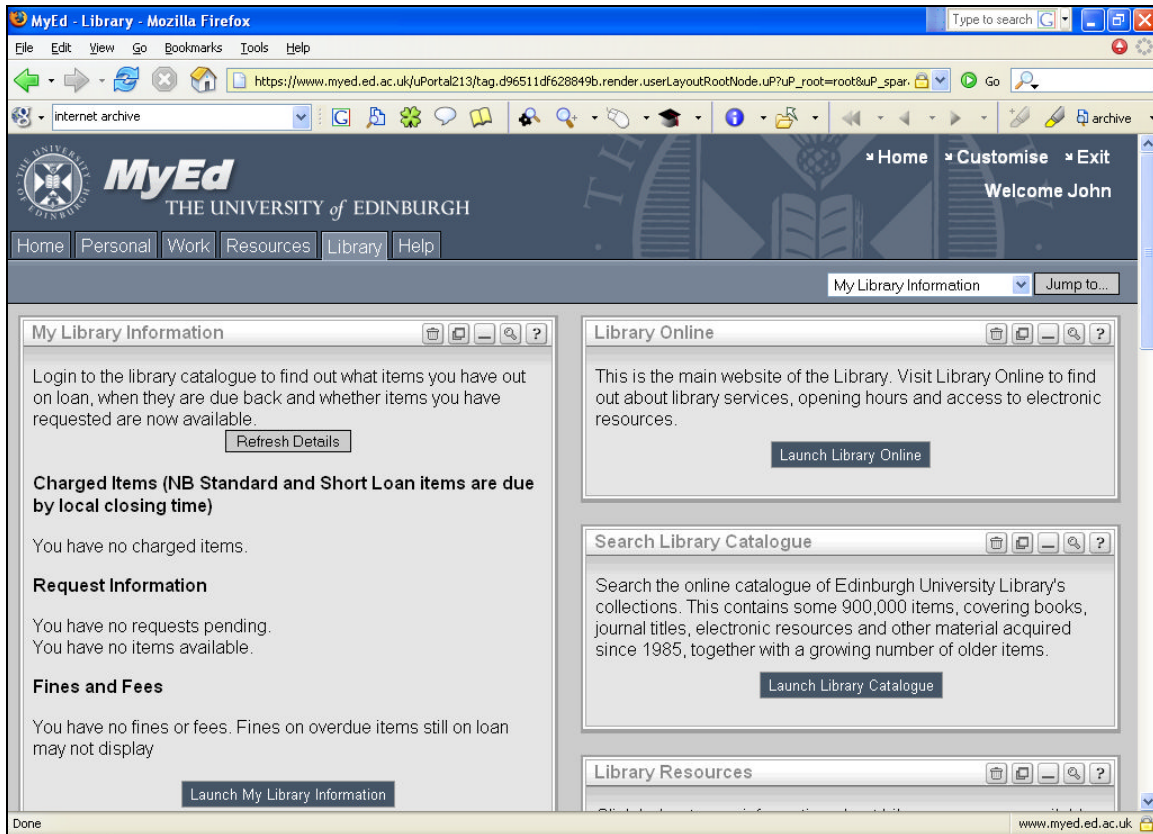 MyEd - Library - Mozilla Firefox
Type to search
File Edit View Go Bookmarks Tools Help
https://www.myed.ed.ac.uk/uPortal213/tag.d96511df628849b.render.userLayoutRootNode.uP?uP_root=root&uP_spar
Go
internet archive
archive
THE UNIVERSITY OF EDINBURGH
MyEd
THE UNIVERSITY of EDINBURGH
Home Customise Exit
Welcome John
Home Personal Work Resources Library Help
My Library Information Jump to...
My Library Information
Login to the library catalogue to find out what items you have out
on loan, when they are due back and whether items you have
requested are now available.
Refresh Details
Charged Items (NB Standard and Short Loan items are due
by local closing time)
You have no charged items.
Request Information
You have no requests pending.
You have no items available.
Fines and Fees
You have no fines or fees. Fines on overdue items still on loan
may not display
Launch My Library Information
Library Online
This is the main website of the Library. Visit Library Online to find
out about library services, opening hours and access to electronic
resources.
Launch Library Online
Search Library Catalogue
Search the online catalogue of Edinburgh University Library's
collections. This contains some 900,000 items, covering books,
journal titles, electronic resources and other material acquired
since 1985, together with a growing number of older items.
Launch Library Catalogue
Library Resources
Done
www.myed.ed.ac.uk